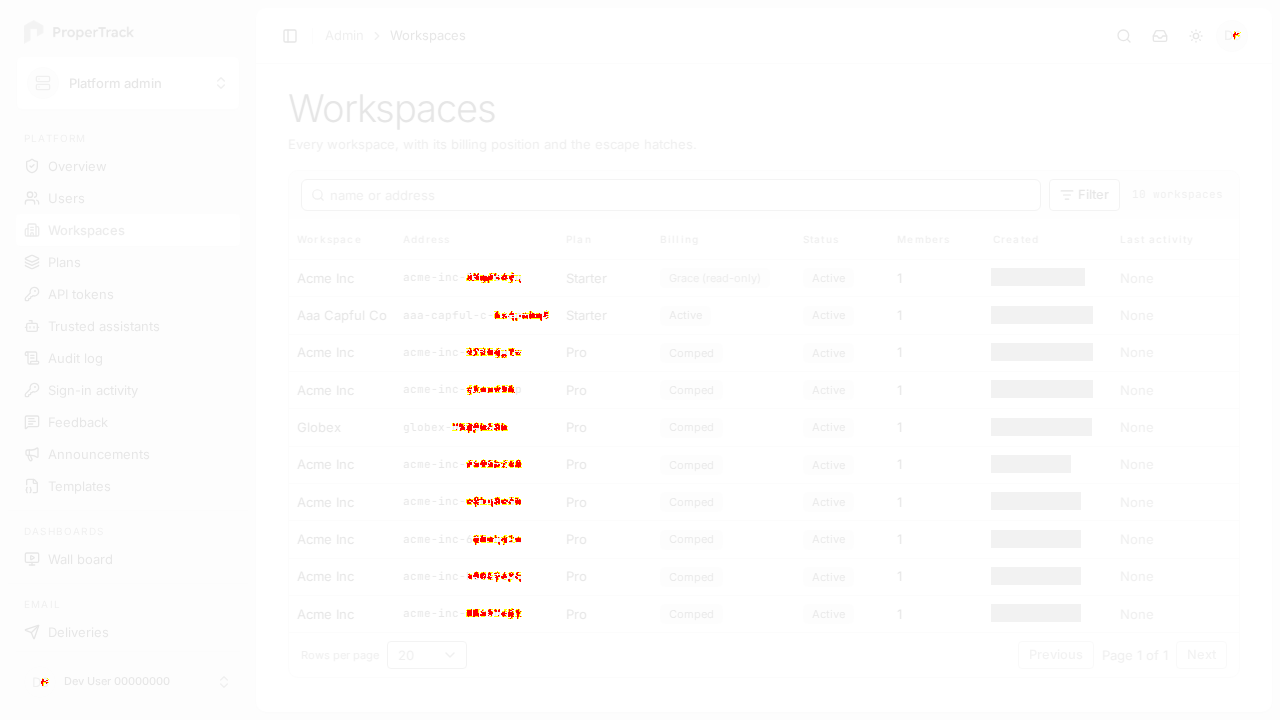 ProperTrack
Platform admin
PLATFORM
Overview
Users
Workspaces
Plans
API tokens
Trusted assistants
Audit log
Sign-in activity
Feedback
Announcements
Templates
DASHBOARDS
Wall board
EMAIL
Deliveries
Dev User 00000000
Admin > Workspaces
Workspaces
Every workspace, with its billing position and the escape hatches.
name or address
Filter
10 workspaces
Workspace Address Plan Billing Status Members Created Last activity
Acme Inc acme-inc- Starter Grace (read-only) Active 1 None
Aaa Capful Co aaa-capful-c Starter Active Active 1 None
Acme Inc acme-inc- Pro Comped Active 1 None
Acme Inc acme-inc- Pro Comped Active 1 None
Globex globex- Pro Comped Active 1 None
Acme Inc acme-inc- Pro Comped Active 1 None
Acme Inc acme-inc- Pro Comped Active 1 None
Acme Inc acme-inc- Pro Comped Active 1 None
Acme Inc acme-inc- Pro Comped Active 1 None
Acme Inc acme-inc- Pro Comped Active 1 None
Rows per page 20
Previous Page 1 of 1 Next